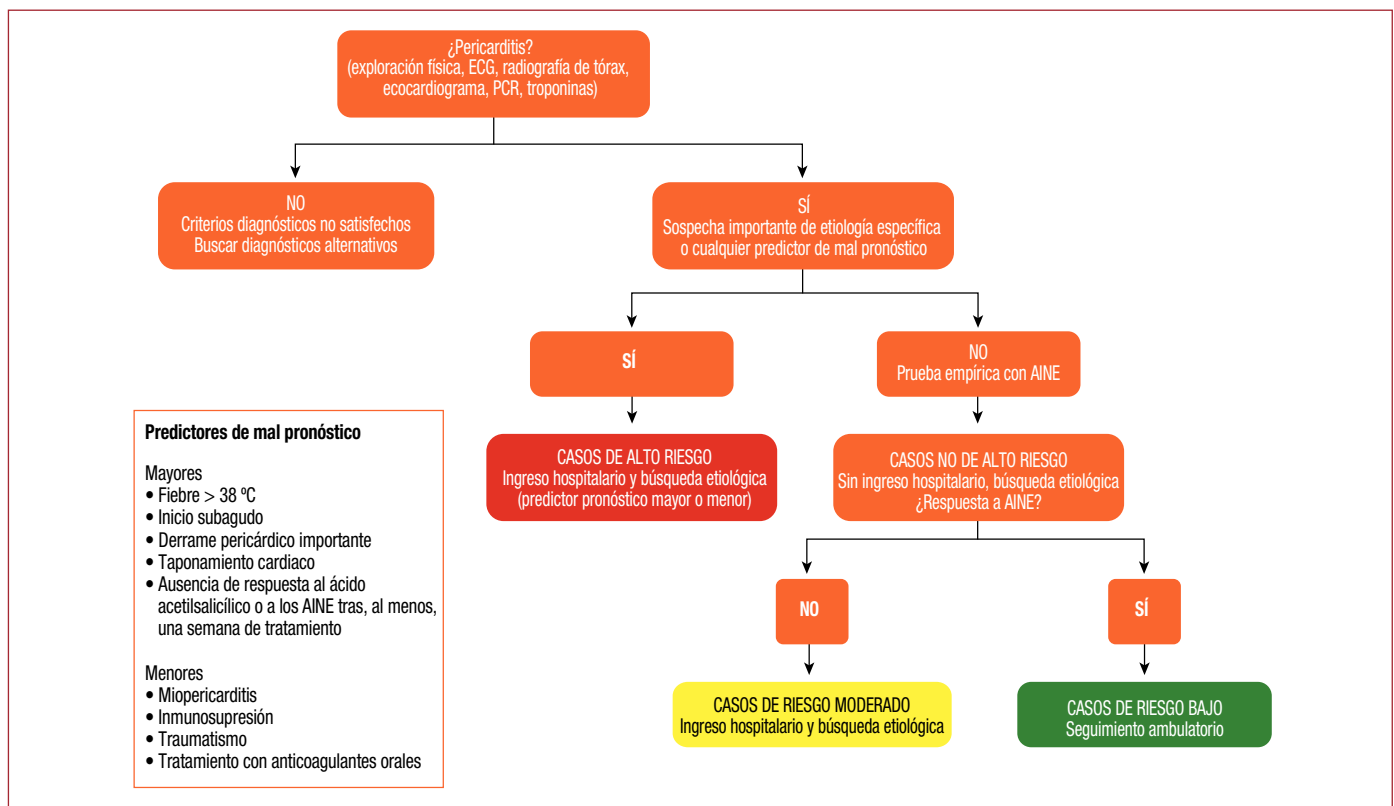 ¿Pericarditis?
(exploración física, ECG, radiografía de tórax,
ecocardiograma, PCR, troponinas)
NO
Criterios diagnósticos no satisfechos
Buscar diagnósticos alternativos
SÍ
Sospecha importante de etiología específica
o cualquier predictor de mal pronóstico
SÍ
NO
Prueba empírica con AINE
CASOS DE ALTO RIESGO
Ingreso hospitalario y búsqueda etiológica
(predictor pronóstico mayor o menor)
CASOS NO DE ALTO RIESGO
Sin ingreso hospitalario, búsqueda etiológica
¿Respuesta a AINE?
NO
SÍ
CASOS DE RIESGO MODERADO
Ingreso hospitalario y búsqueda etiológica
CASOS DE RIESGO BAJO
Seguimiento ambulatorio
Predictores de mal pronóstico
Mayores
• Fiebre > 38 ºC
• Inicio subagudo
• Derrame pericárdico importante
• Taponamiento cardiaco
• Ausencia de respuesta al ácido
acetilsalicílico o a los AINE tras, al menos,
una semana de tratamiento
Menores
• Miopericarditis
• Inmunosupresión
• Traumatismo
• Tratamiento con anticoagulantes orales